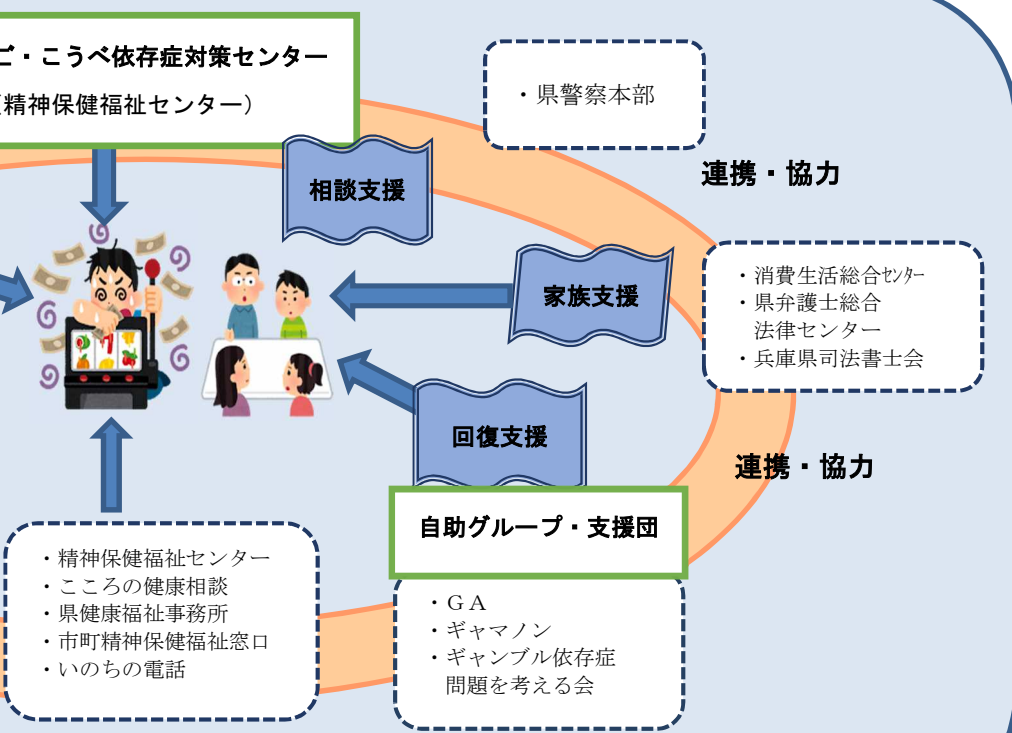 ご・こうべ依存症対策センター
精神保健福祉センター）
・県警察本部
連携・協力
相談支援
家族支援
・消費生活総合ｾﾝﾀｰ
・県弁護士総合
法律センター
・兵庫県司法書士会
回復支援
連携・協力
自助グループ・支援団
・精神保健福祉センター
・こころの健康相談
・県健康福祉事務所
・市町精神保健福祉窓口
・いのちの電話
・ＧＡ
・ギャマノン
・ギャンブル依存症
問題を考える会